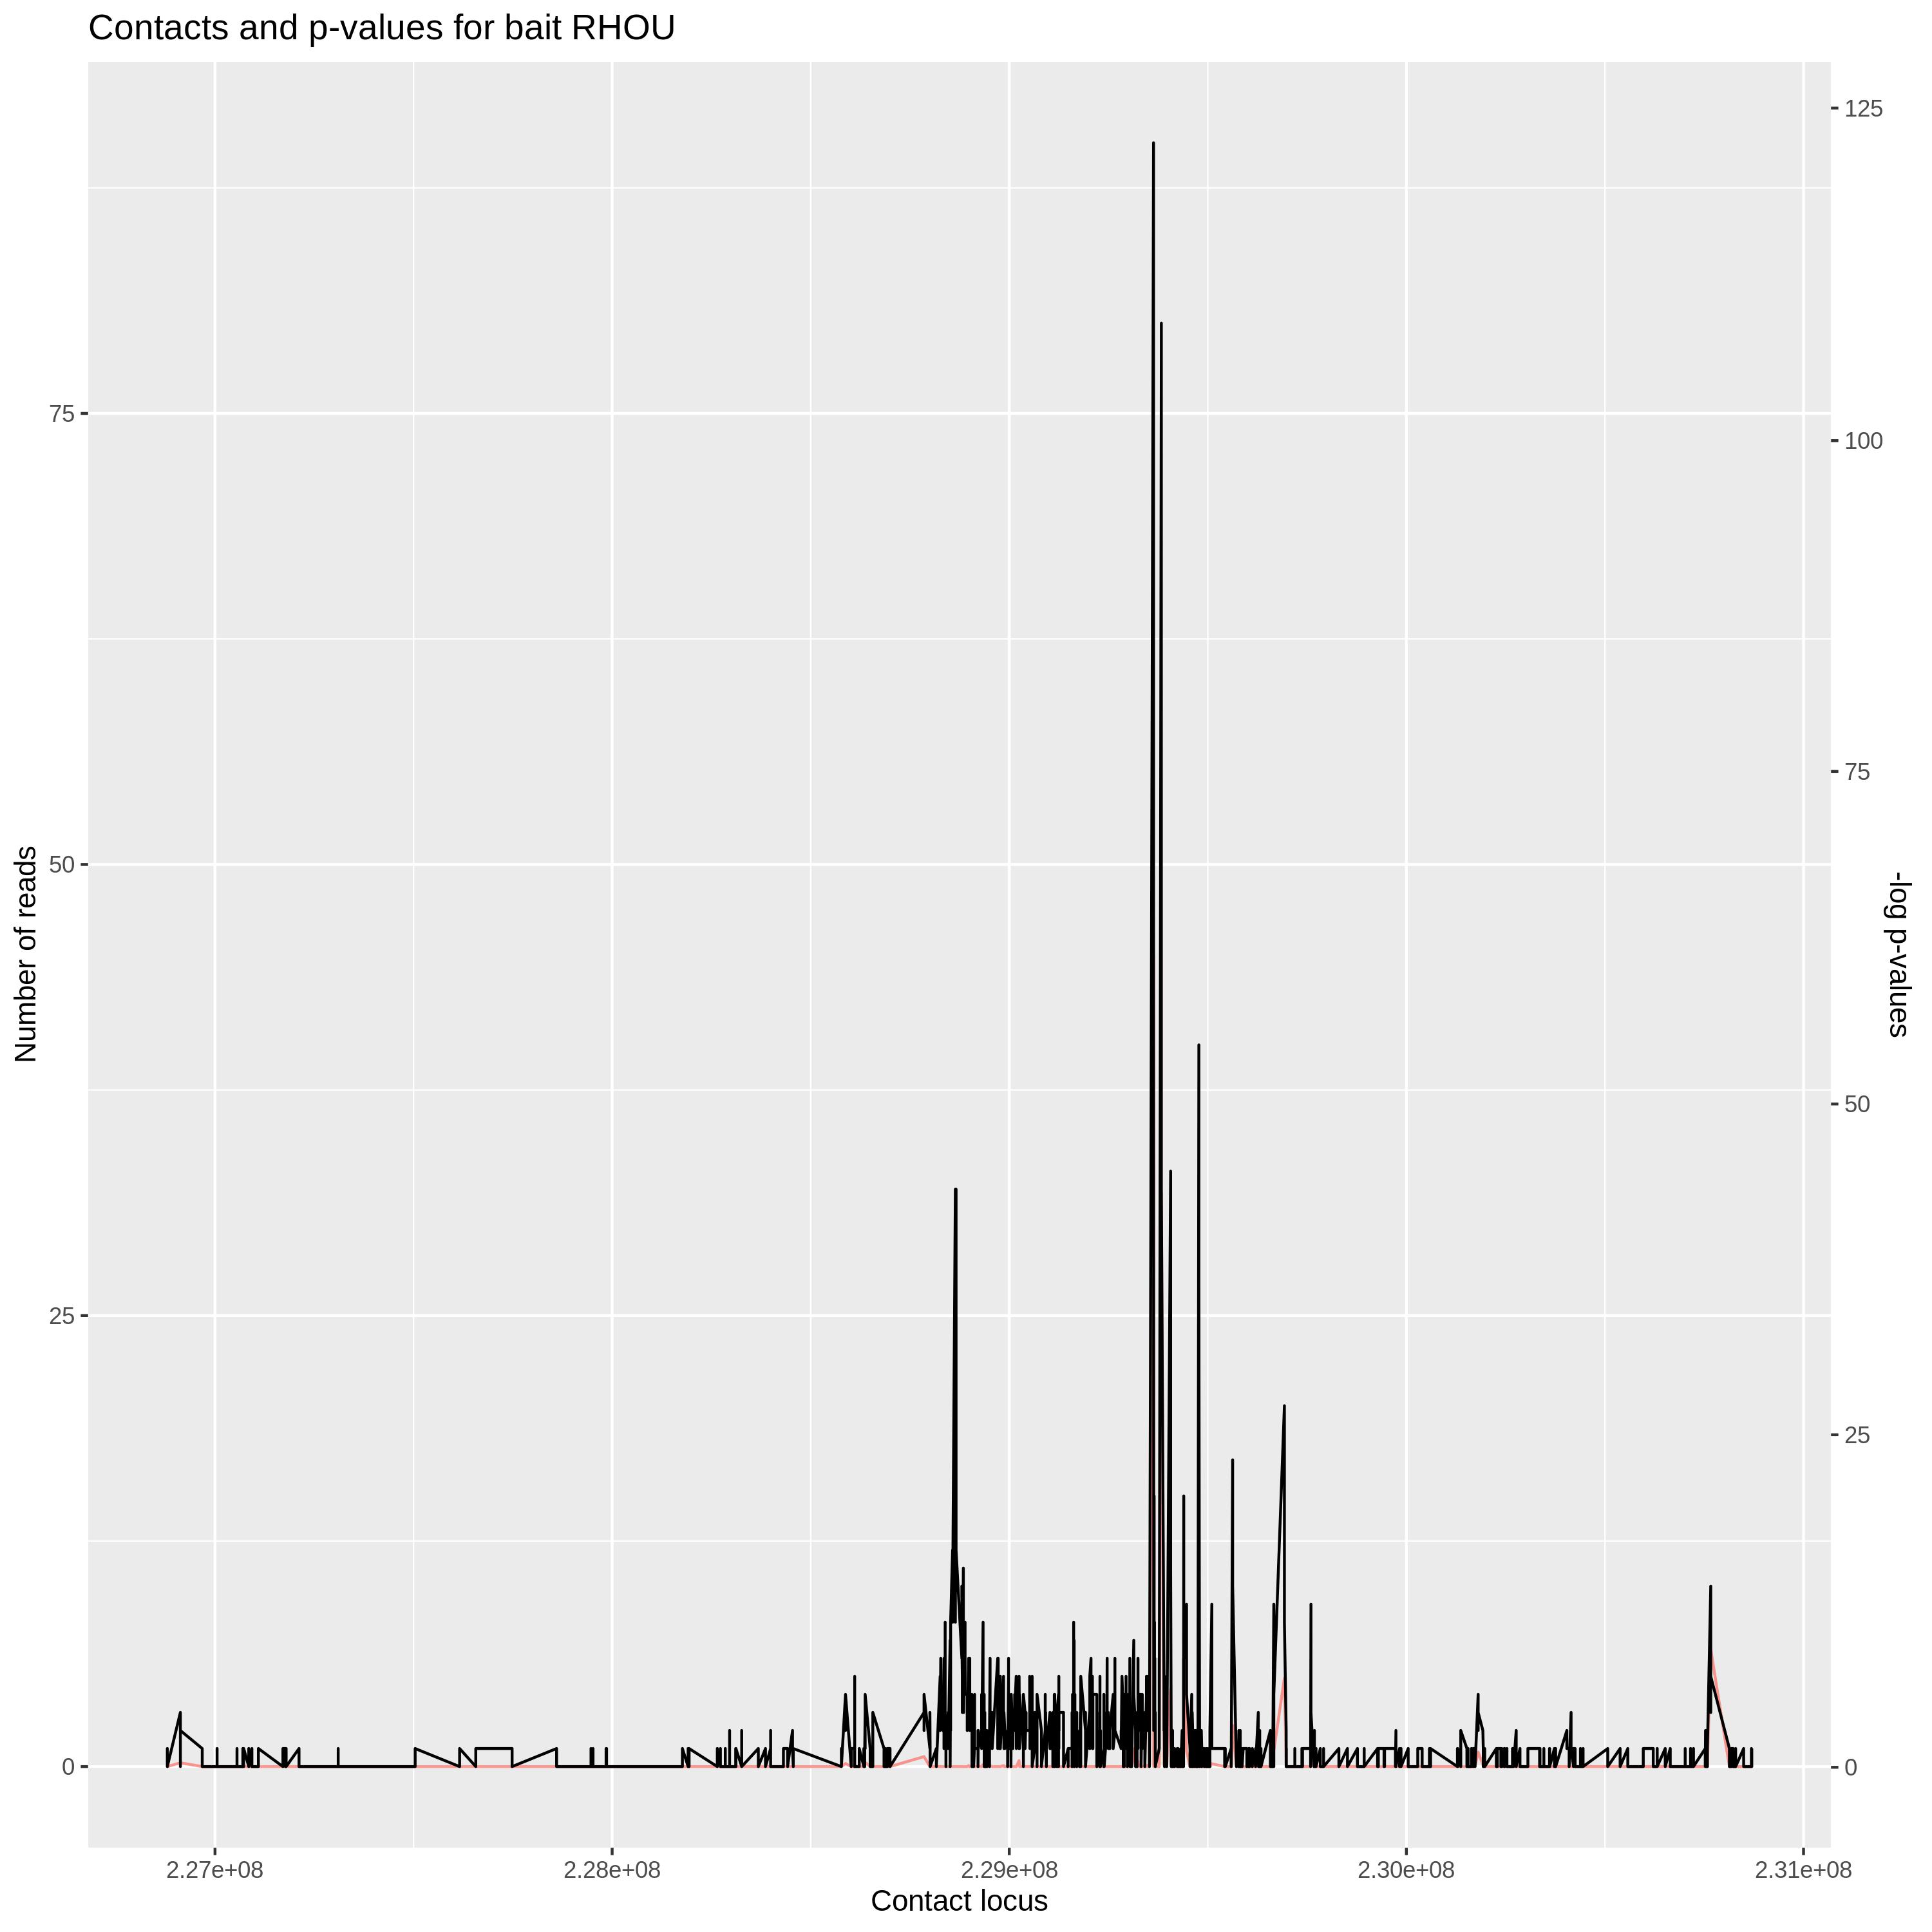 Contacts and p-values for bait RHOU
125
75
100
75
50
50
25
25
0
0
Number of reads
-log p-values
2.27e+08 2.28e+08 2.29e+08 2.30e+08 2.31e+08
Contact locus